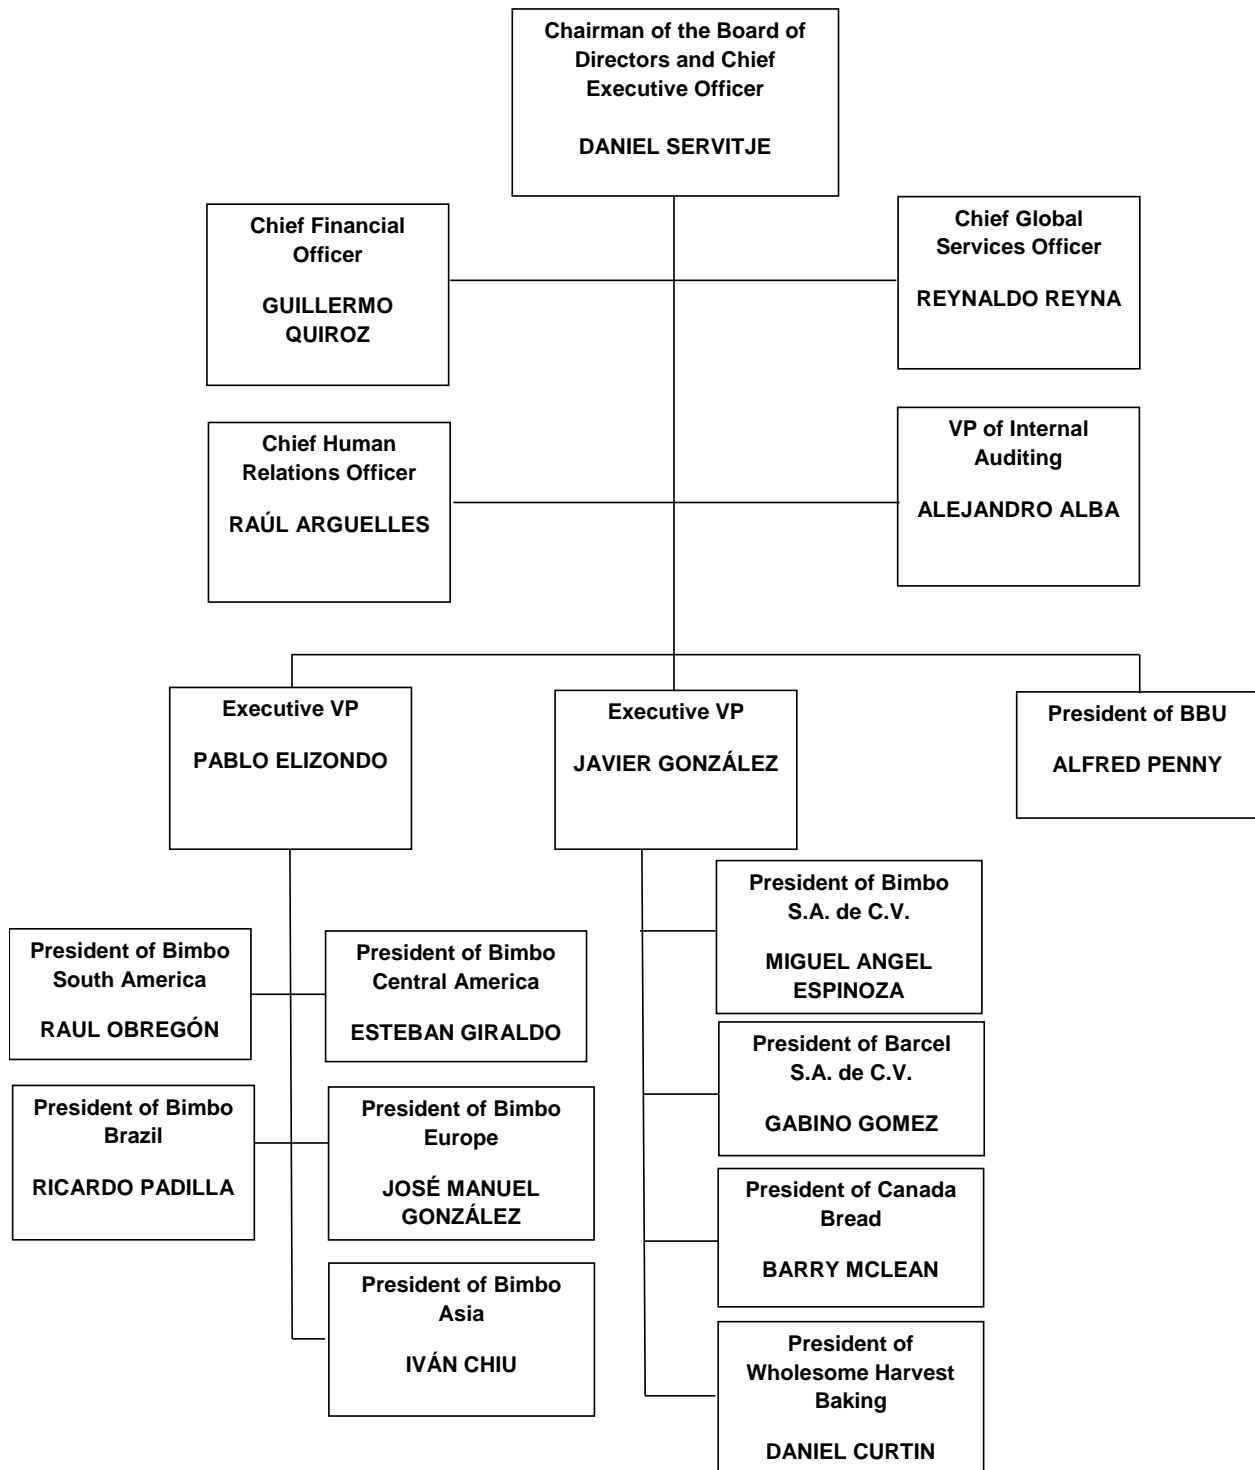 Chairman of the Board of
Directors and Chief
Executive Officer
DANIEL SERVITJE
Chief Financial
Officer
GUILLERMO
QUIROZ
Chief Global
Services Officer
REYNALDO REYNA
Chief Human
Relations Officer
RAÚL ARGUELLES
VP of Internal
Auditing
ALEJANDRO ALBA
Executive VP
PABLO ELIZONDO
Executive VP
JAVIER GONZÁLEZ
President of BBU
ALFRED PENNY
President of Bimbo
South America
RAUL OBREGÓN
President of Bimbo
Central America
ESTEBAN GIRALDO
President of Bimbo
Brazil
RICARDO PADILLA
President of Bimbo
Europe
JOSÉ MANUEL
GONZÁLEZ
President of Bimbo
Asia
IVÁN CHIU
President of Bimbo
S.A. de C.V.
MIGUEL ANGEL
ESPINOZA
President of Barcel
S.A. de C.V.
GABINO GOMEZ
President of Canada
Bread
BARRY MCLEAN
President of
Wholesome Harvest
Baking
DANIEL CURTIN